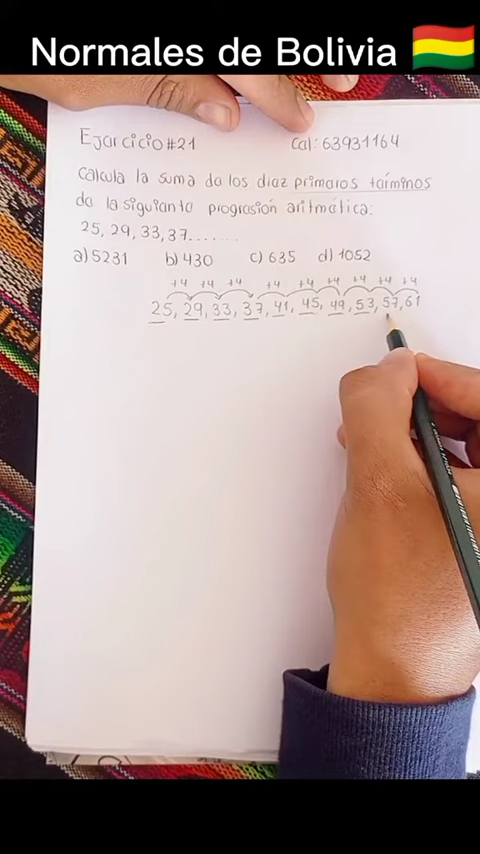 Normales de Bolivia 🇧🇴
Ejercicio #21
Cel: 63931164
Calcula la suma de los diez primeros términos
de la siguiente progresión aritmética:
25, 29, 33, 37.......
a) 5231 b) 430 c) 635 d) 1052
+4 +4 +4 +4 +4 +4 +4 +4 +4
25, 29, 33, 37, 41, 45, 49, 53, 57, 61